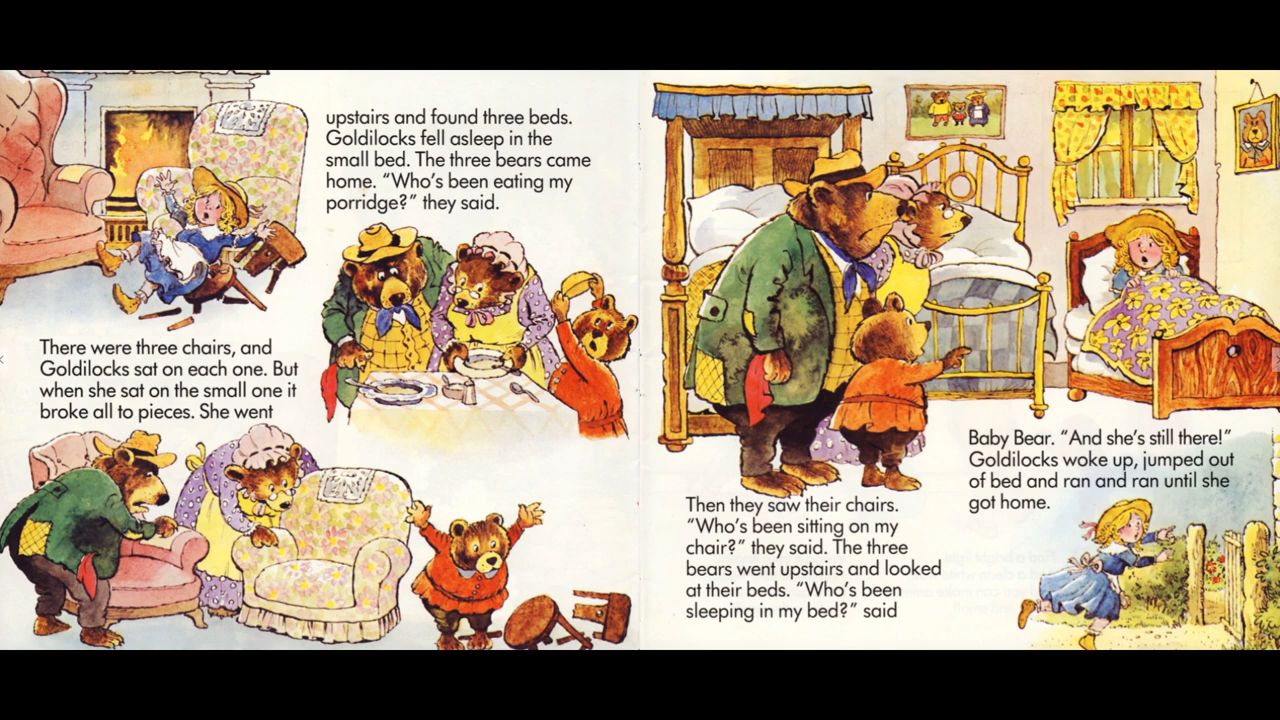 There were three chairs, and
Goldilocks sat on each one. But
when she sat on the small one it
broke all to pieces. She went
upstairs and found three beds.
Goldilocks fell asleep in the
small bed. The three bears came
home. “Who’s been eating my
porridge?” they said.
Then they saw their chairs.
“Who’s been sitting on my
chair?” they said. The three
bears went upstairs and looked
at their beds. “Who’s been
sleeping in my bed?” said
Baby Bear. “And she’s still there!”
Goldilocks woke up, jumped out
of bed and ran and ran until she
got home.